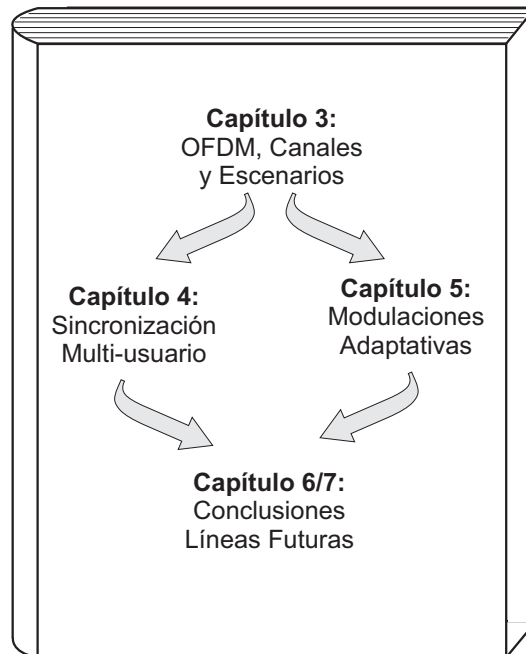 Capítulo 3:
OFDM, Canales
y Escenarios
Capítulo 4:
Sincronización
Multi-usuario
Capítulo 5:
Modulaciones
Adaptativas
Capítulo 6/7:
Conclusiones
Líneas Futuras